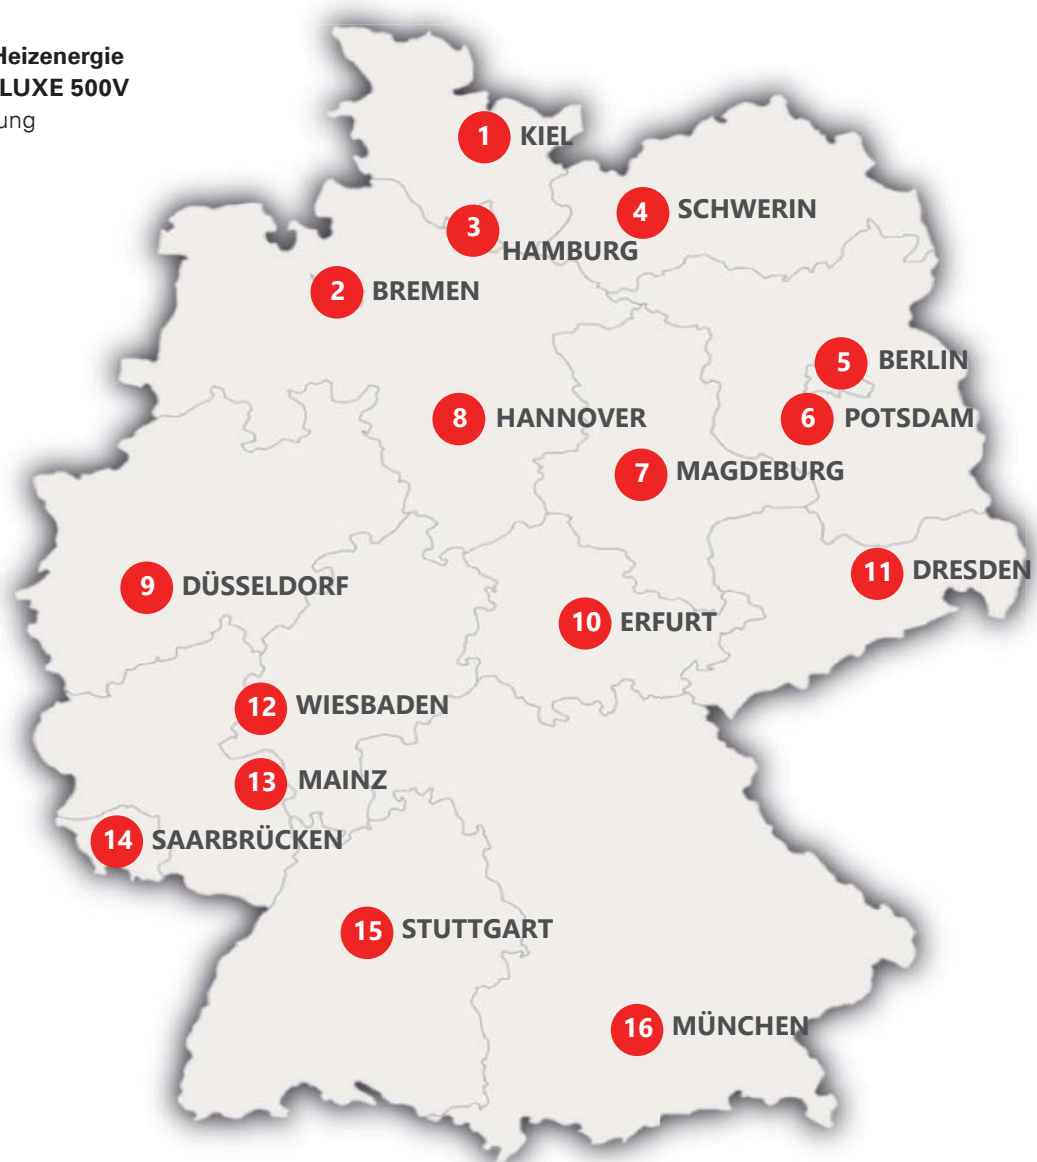 Heizenergie
LUXE 500V
ung
1 KIEL
4 SCHWERIN
3
HAMBURG
2 BREMEN
5 BERLIN
8 HANNOVER
6 POTSDAM
7 MAGDEBURG
11 DRESDEN
9 DÜSSELDORF
10 ERFURT
12 WIESBADEN
13 MAINZ
14 SAARBRÜCKEN
15 STUTTGART
16 MÜNCHEN